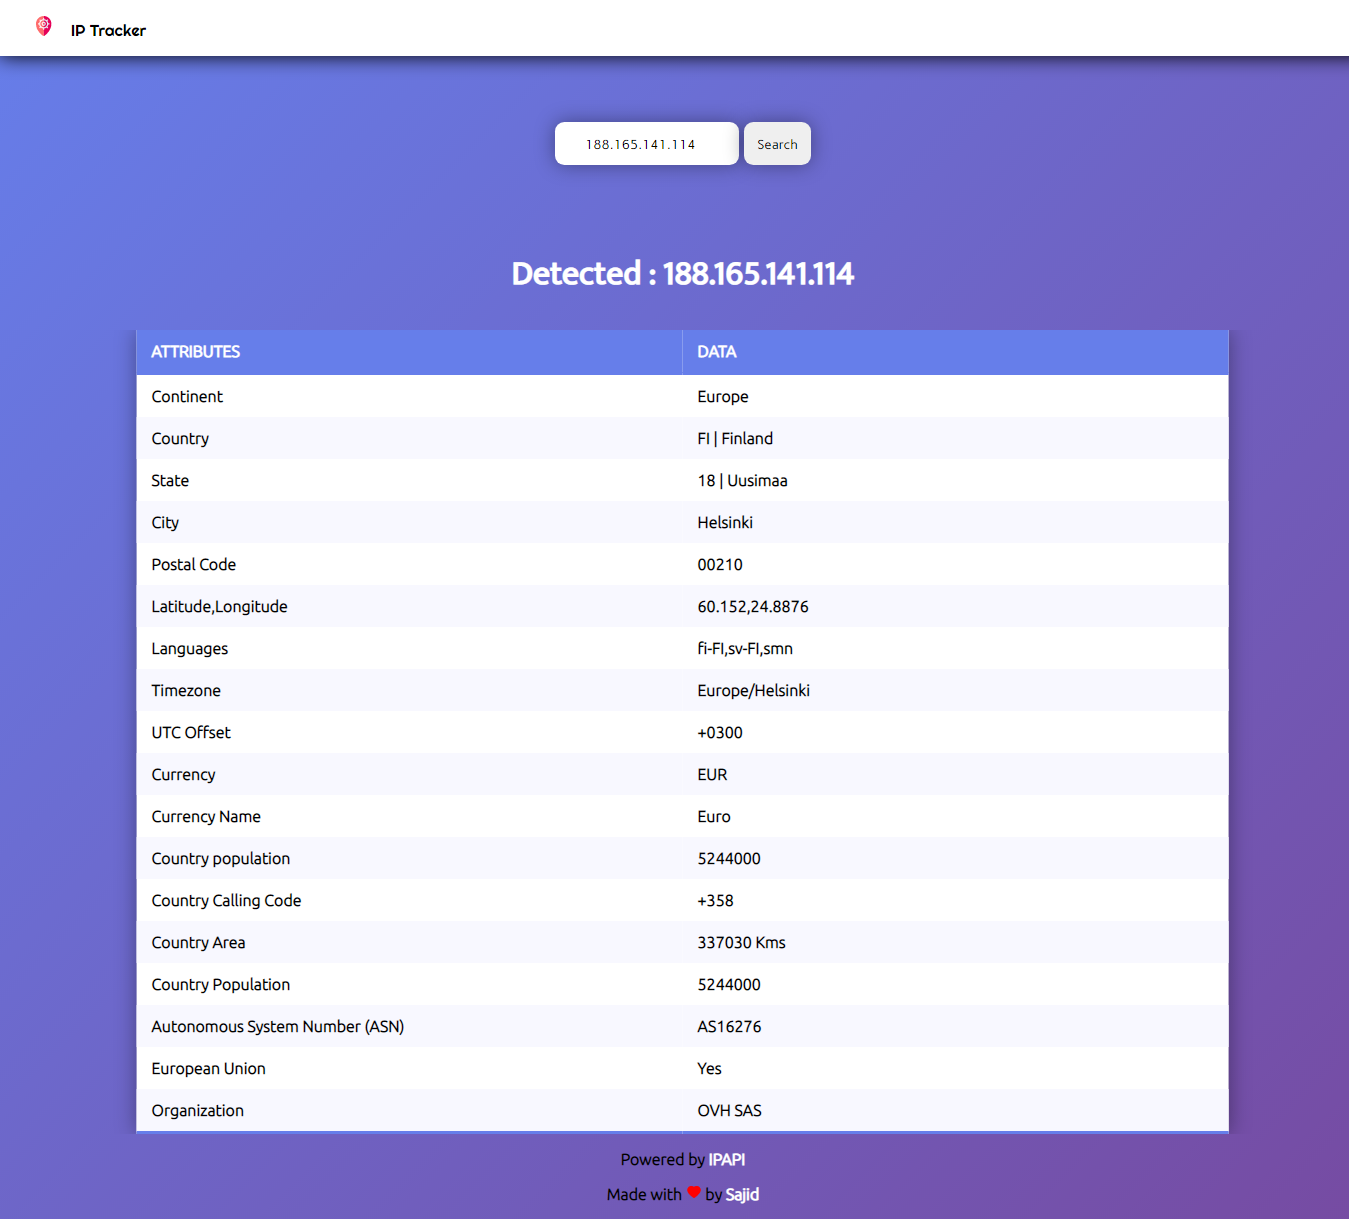 IP Tracker
188.165.141.114 Search
Detected : 188.165.141.114
ATTRIBUTES DATA
Continent Europe
Country FI | Finland
State 18 | Uusimaa
City Helsinki
Postal Code 00210
Latitude,Longitude 60.152,24.8876
Languages fi-FI,sv-FI,smn
Timezone Europe/Helsinki
UTC Offset +0300
Currency EUR
Currency Name Euro
Country population 5244000
Country Calling Code +358
Country Area 337030 Kms
Country Population 5244000
Autonomous System Number (ASN) AS16276
European Union Yes
Organization OVH SAS
Powered by IPAPI
Made with ❤ by Sajid